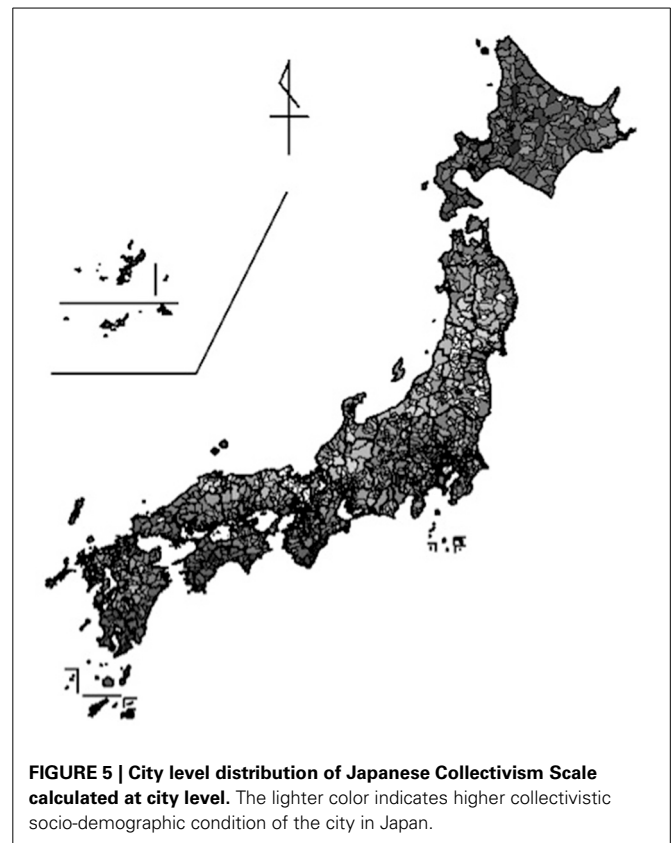 FIGURE 5 | City level distribution of Japanese Collectivism Scale
calculated at city level. The lighter color indicates higher collectivistic
socio-demographic condition of the city in Japan.